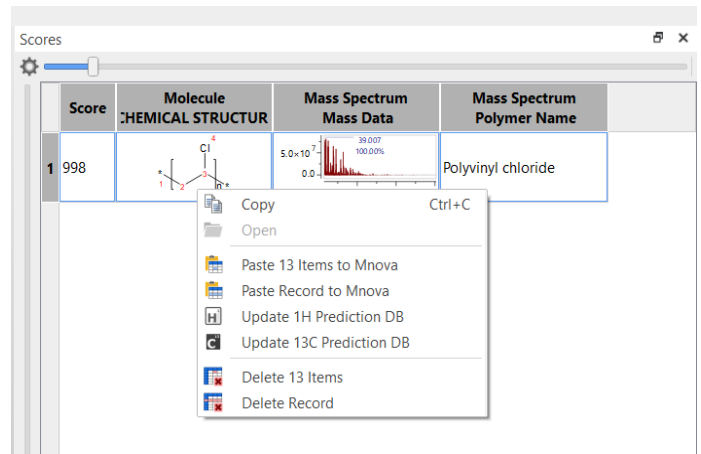 Scores
Score
Molecule
:HEMICAL STRUCTUR
Mass Spectrum
Mass Data
Mass Spectrum
Polymer Name
1
998
Cl
4
*
1
2
3
n
*
5.0×10⁷
0.0
39.007
100.00%
Polyvinyl chloride
Copy Ctrl+C
Open
Paste 13 Items to Mnova
Paste Record to Mnova
H Update 1H Prediction DB
C Update 13C Prediction DB
Delete 13 Items
Delete Record